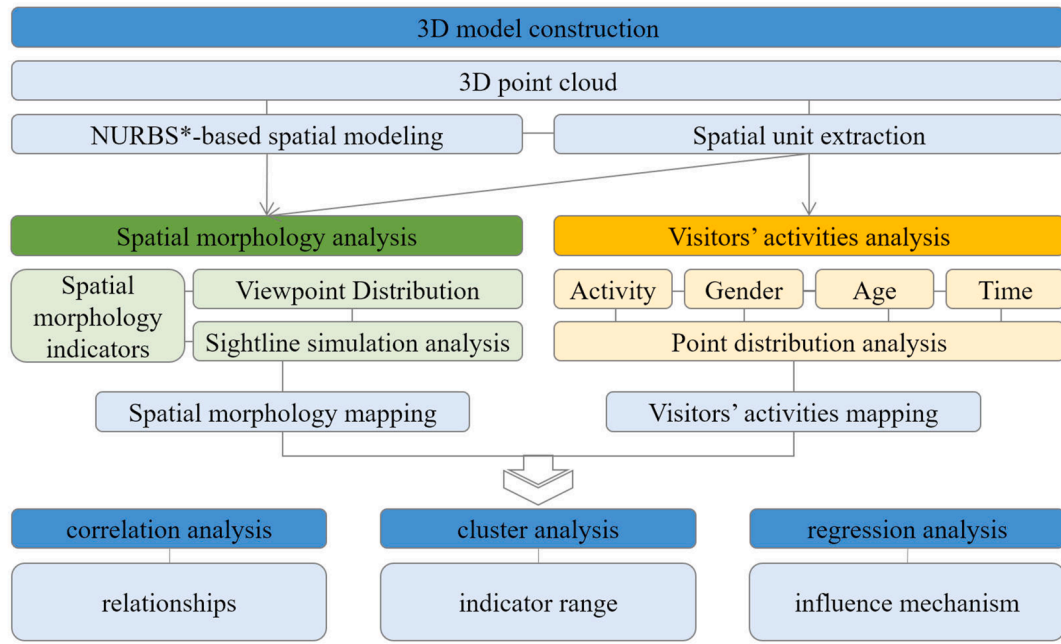 3D model construction
3D point cloud
NURBS*-based spatial modeling
Spatial unit extraction
Spatial morphology analysis
Visitors’ activities analysis
Spatial
morphology
indicators
Viewpoint Distribution
Sightline simulation analysis
Activity
Gender
Age
Time
Point distribution analysis
Spatial morphology mapping
Visitors’ activities mapping
correlation analysis
cluster analysis
regression analysis
relationships
indicator range
influence mechanism